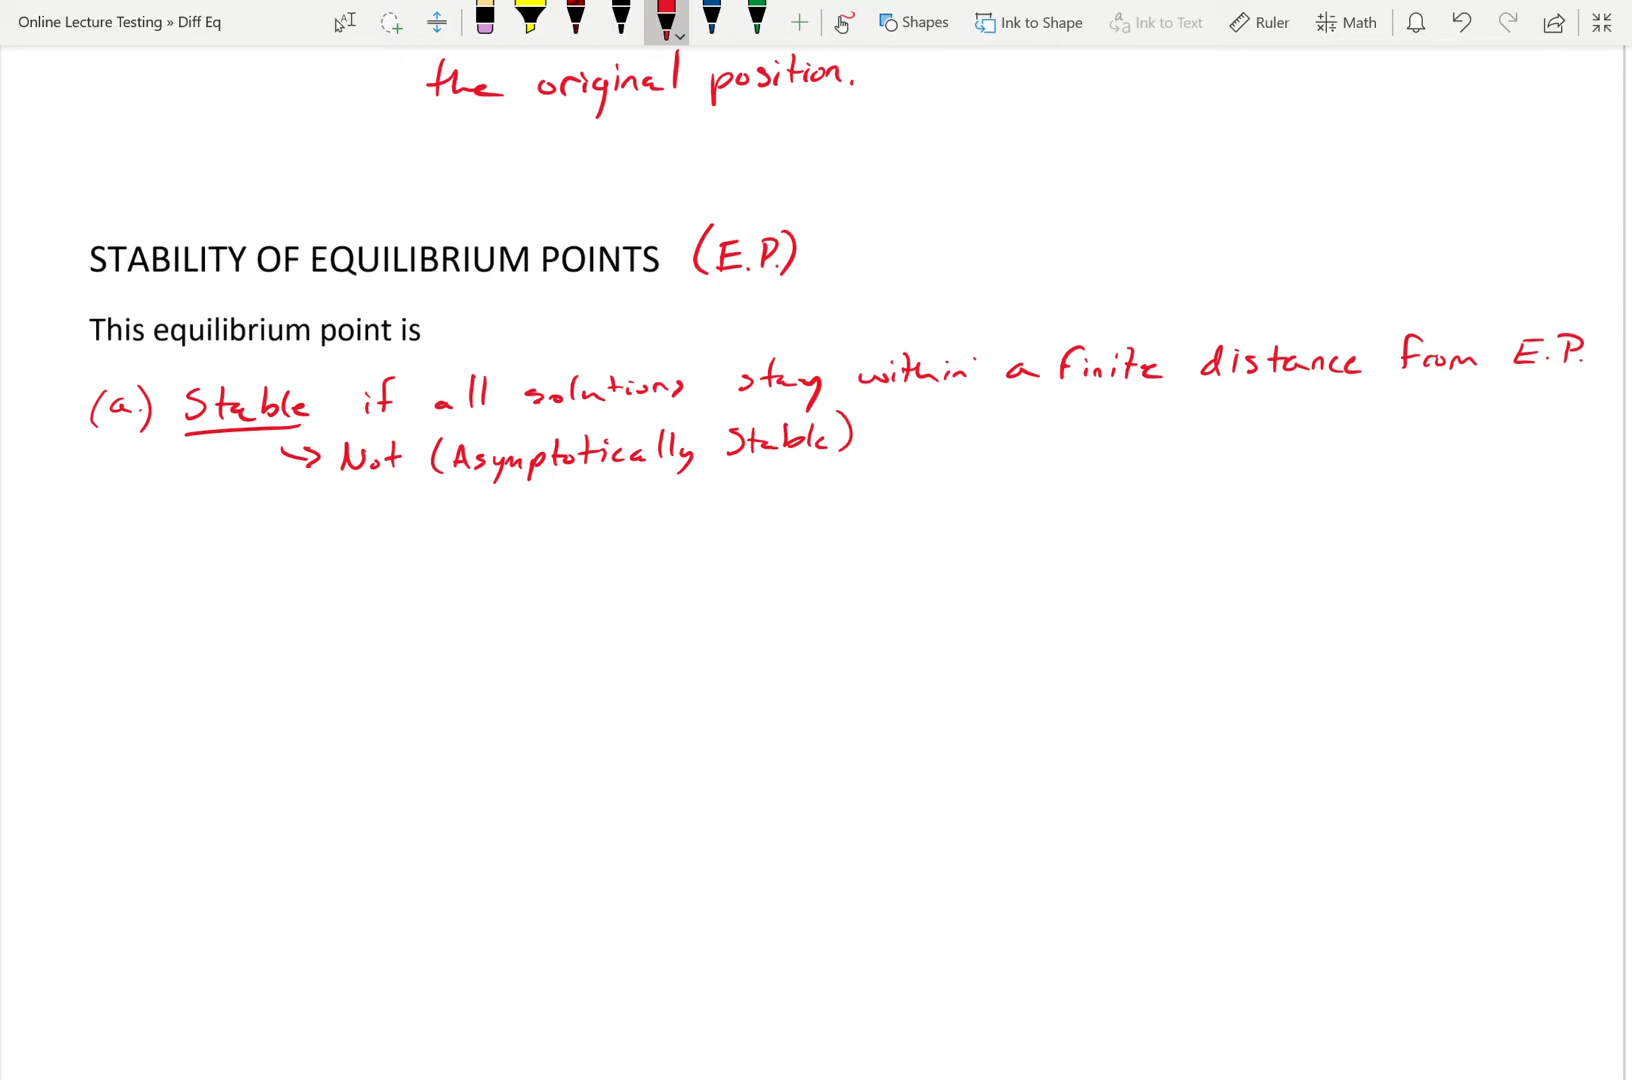 Online Lecture Testing » Diff Eq
Shapes Ink to Shape Ink to Text Ruler Math
the original position.
STABILITY OF EQUILIBRIUM POINTS (E.P.)
This equilibrium point is
(a.) Stable if all solutions stay within a finite distance from E.P.
↳ Not (Asymptotically Stable)